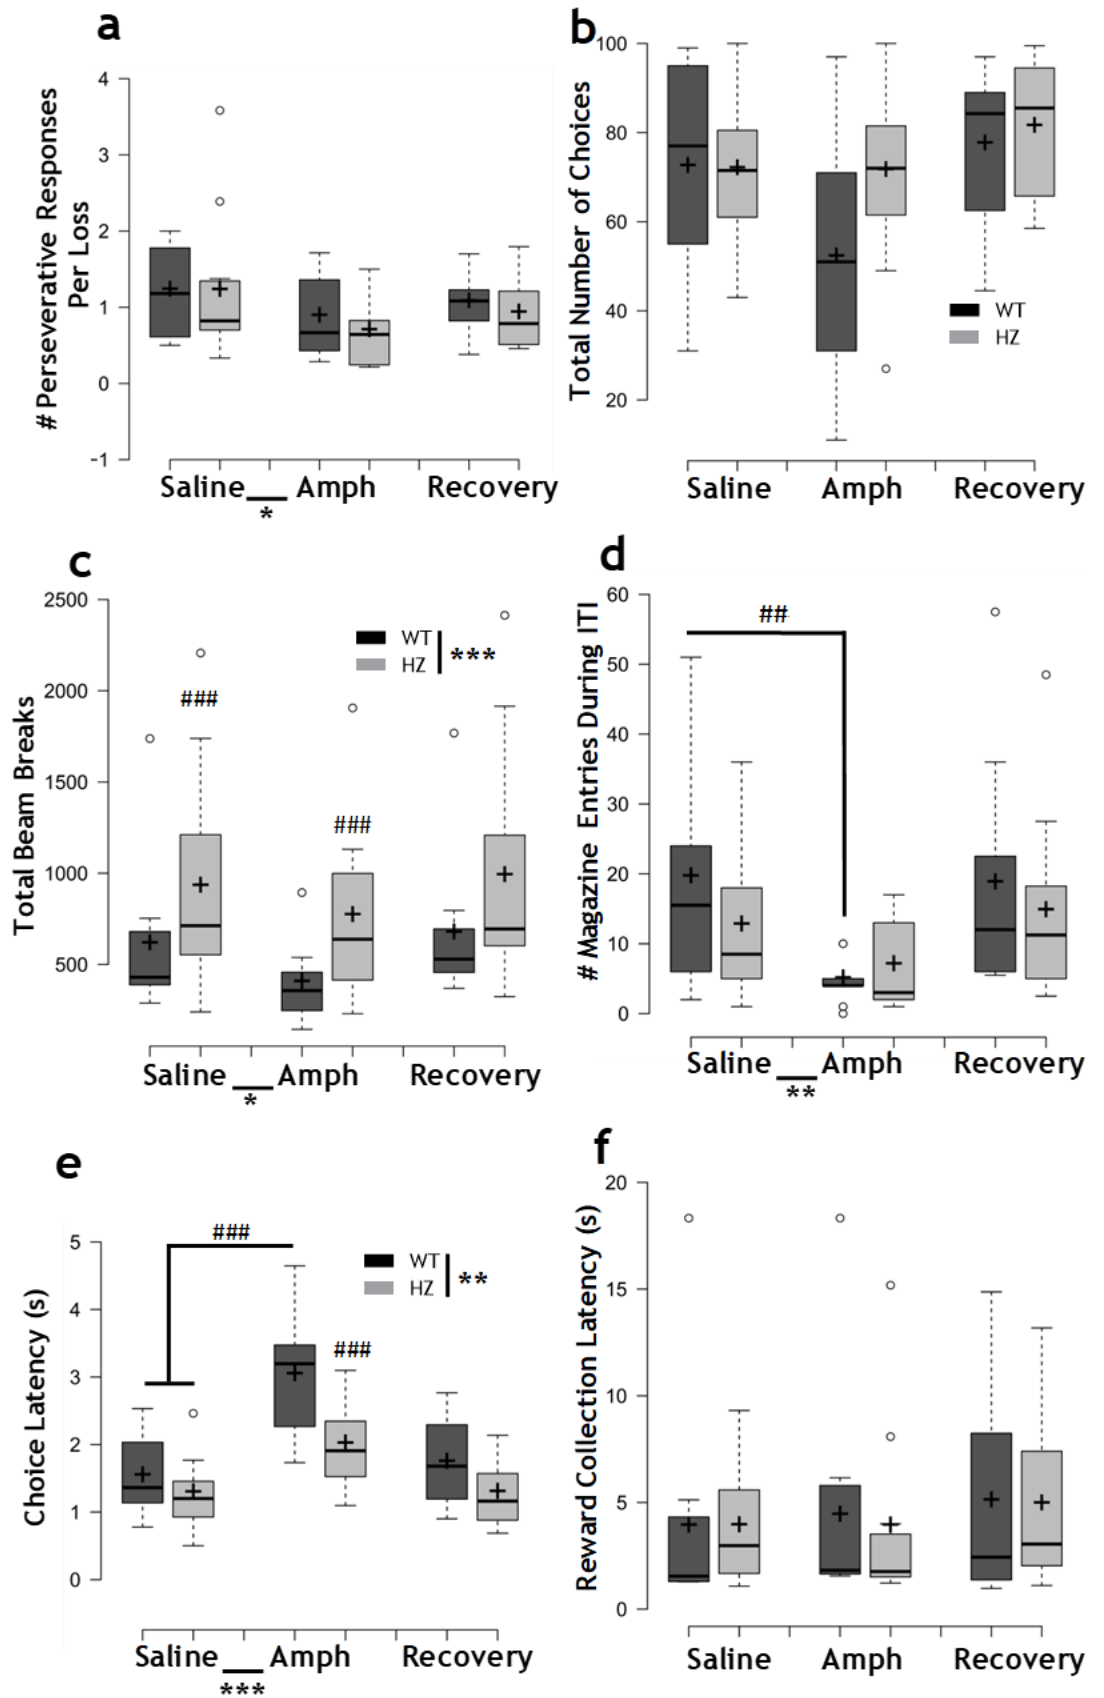 a
# Perseverative Responses
Per Loss
4
3
2
1
0
-1
Saline
Amph
Recovery
*
b
Total Number of Choices
100
80
60
40
20
WT
HZ
Saline
Amph
Recovery
c
Total Beam Breaks
2500
2000
1500
1000
500
WT
HZ
***
###
###
Saline
Amph
Recovery
*
d
# Magazine Entries During ITI
60
50
40
30
20
10
0
##
Saline
Amph
Recovery
**
e
Choice Latency (s)
5
4
3
2
1
0
###
WT
HZ
**
###
Saline
Amph
Recovery
***
f
Reward Collection Latency (s)
20
15
10
5
0
Saline
Amph
Recovery